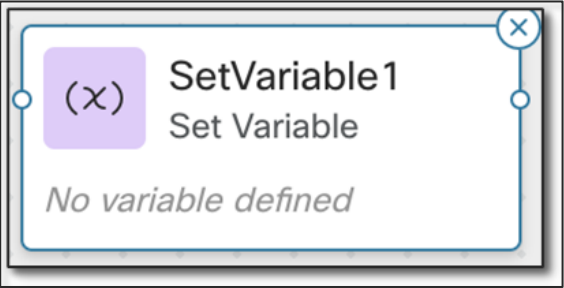 (x)
SetVariable1
Set Variable
No variable defined